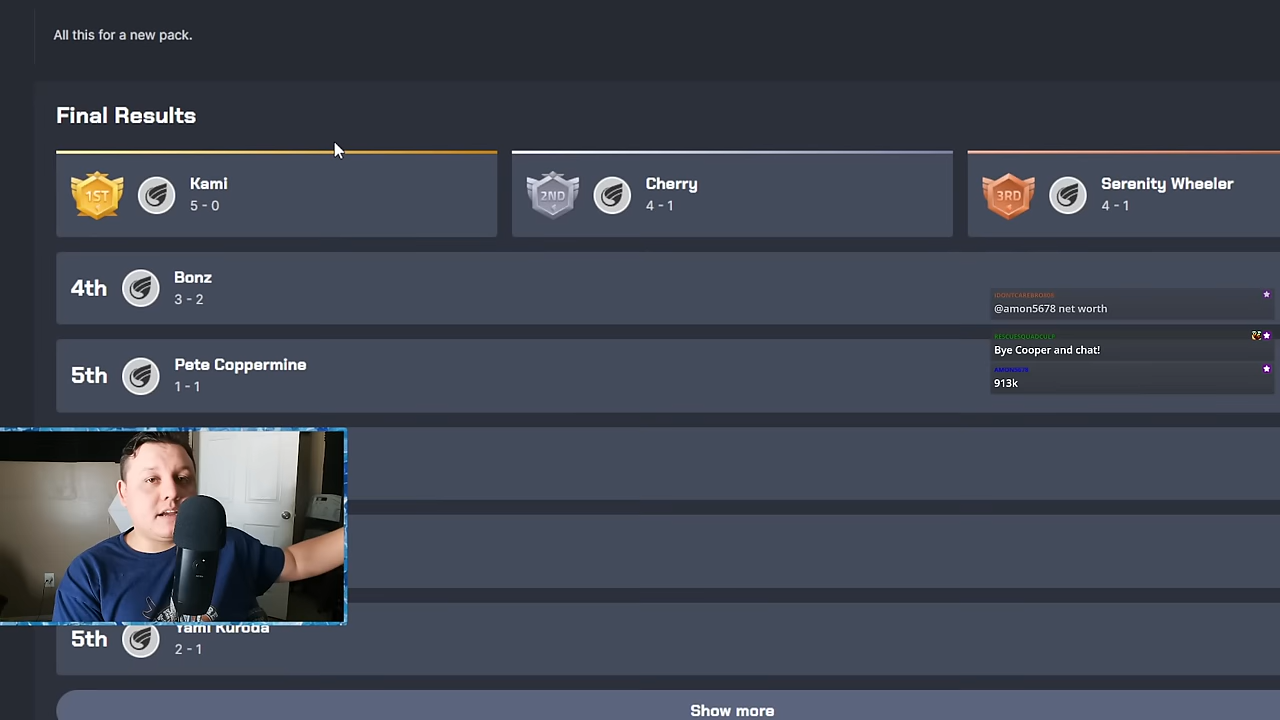 All this for a new pack.
Final Results
1ST
Kami
5 - 0
2ND
Cherry
4 - 1
3RD
Serenity Wheeler
4 - 1
4th
Bonz
3 - 2
5th
Pete Coppermine
1 - 1
5th
Yami Kuroda
2 - 1
Show more
@amon5678 net worth
Bye Cooper and chat!
AMON5678
913k